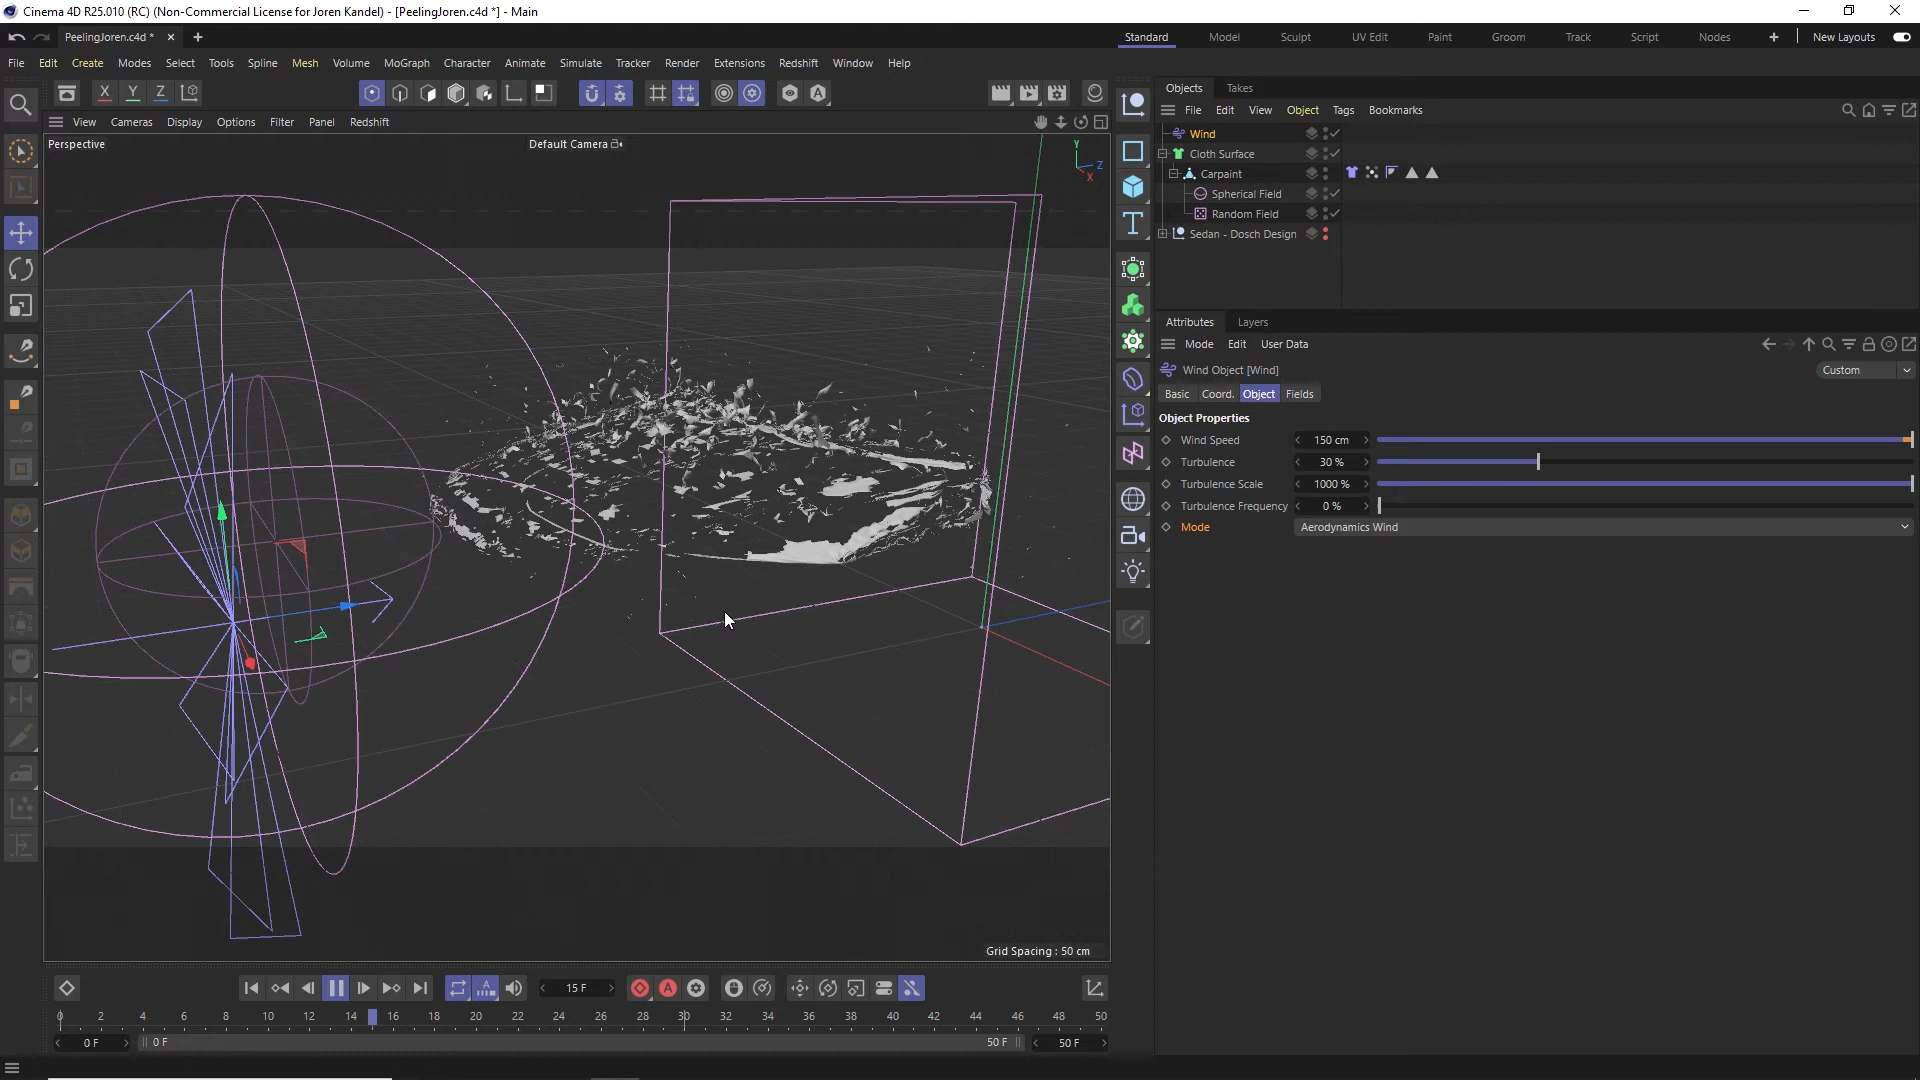 Cinema 4D R25.010 (RC) (Non-Commercial License for Joren Kandel) - [PeelingJoren.c4d *] - Main
PeelingJoren.c4d * × +
Standard Model Sculpt UV Edit Paint Groom Track Script Nodes + New Layouts
File Edit Create Modes Select Tools Spline Mesh Volume MoGraph Character Animate Simulate Tracker Render Extensions Redshift Window Help
X Y Z
Objects Takes
File Edit View Object Tags Bookmarks
View Cameras Display Options Filter Panel Redshift
Perspective
Default Camera
Y
Z
X
Wind
Cloth Surface
Carpaint
Spherical Field
Random Field
Sedan - Dosch Design
Attributes Layers
Mode Edit User Data
Wind Object [Wind]
Custom
Basic Coord. Object Fields
Object Properties
Wind Speed 150 cm
Turbulence 30 %
Turbulence Scale 1000 %
Turbulence Frequency 0 %
Mode Aerodynamics Wind
Grid Spacing : 50 cm
15 F
0 2 4 6 8 10 12 14 16 18 20 22 24 26 28 30 32 34 36 38 40 42 44 46 48 50
0 F 0 F 50 F 50 F